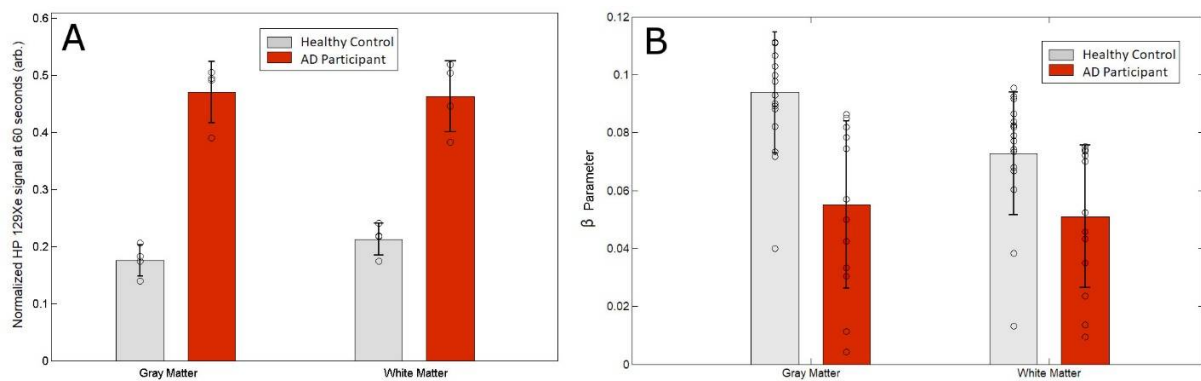 A
Healthy Control
AD Participant
Normalized HP 129Xe signal at 60 seconds (arb.)
0.6
0.5
0.4
0.3
0.2
0.1
0
Gray Matter
White Matter
B
Healthy Control
AD Participant
β Parameter
0.12
0.1
0.08
0.06
0.04
0.02
0
Gray Matter
White Matter